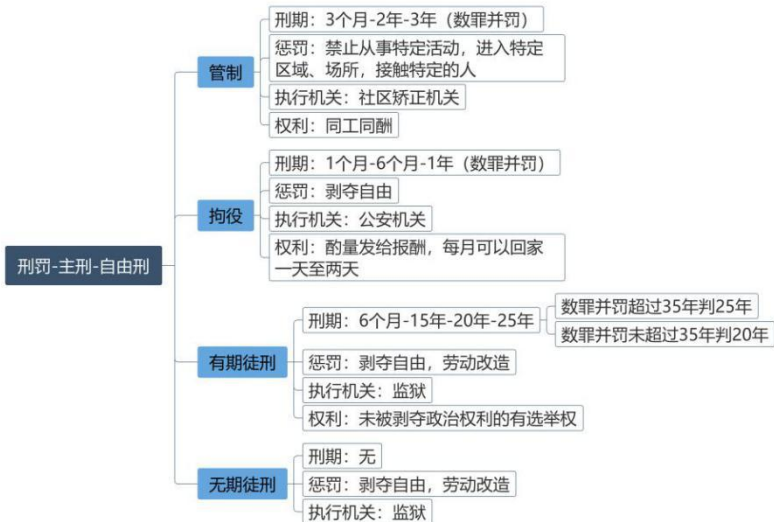 刑罚-主刑-自由刑
管制
刑期：3个月-2年-3年（数罪并罚）
惩罚：禁止从事特定活动，进入特定
区域、场所，接触特定的人
执行机关：社区矫正机关
权利：同工同酬
拘役
刑期：1个月-6个月-1年（数罪并罚）
惩罚：剥夺自由
执行机关：公安机关
权利：酌量发给报酬，每月可以回家
一天至两天
有期徒刑
刑期：6个月-15年-20年-25年
数罪并罚超过35年判25年
数罪并罚未超过35年判20年
惩罚：剥夺自由，劳动改造
执行机关：监狱
权利：未被剥夺政治权利的有选举权
无期徒刑
刑期：无
惩罚：剥夺自由，劳动改造
执行机关：监狱